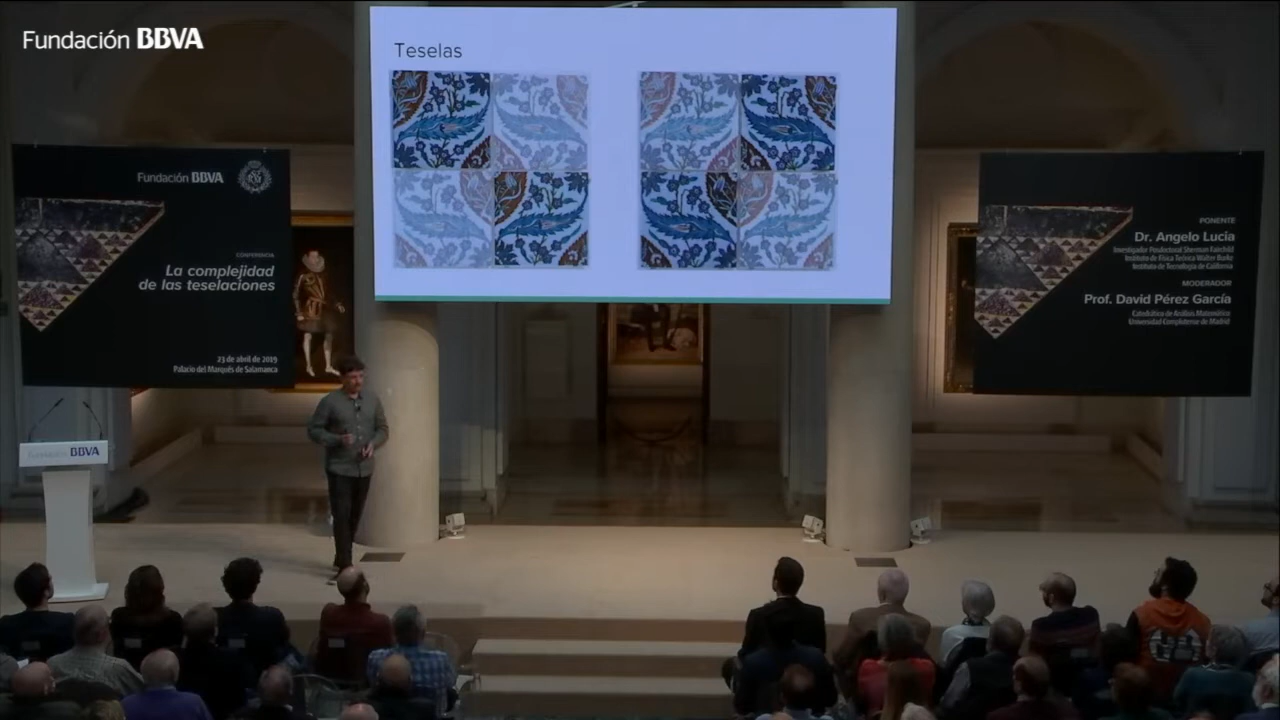 Fundación BBVA
Teselas
Fundación BBVA
CONFERENCIA
La complejidad
de las teselaciones
23 de abril de 2019
Palacio del Marqués de Salamanca
PONENTE
Dr. Angelo Lucia
Investigador Posdoctoral Sherman Fairchild
Instituto de Física Teórica Walter Burke
Instituto de Tecnología de California
MODERADOR
Prof. David Pérez García
Catedrático de Análisis Matemático
Universidad Complutense de Madrid
Fundación BBVA